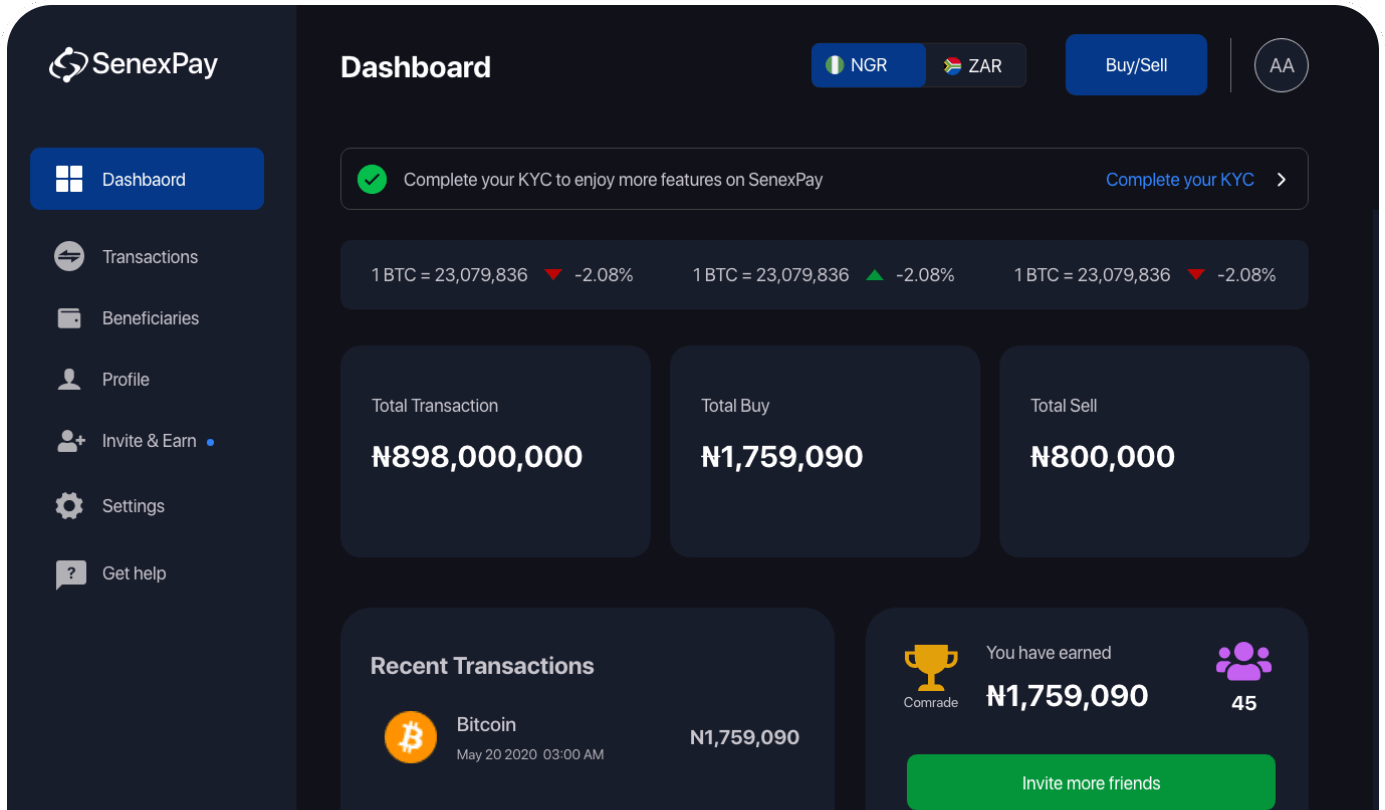 SenexPay
Dashboard
NGR
ZAR
Buy/Sell
AA
Dashbaord
Transactions
Beneficiaries
Profile
Invite & Earn
Settings
?
Get help
Complete your KYC to enjoy more features on SenexPay
Complete your KYC
1 BTC = 23,079,836 -2.08%
1 BTC = 23,079,836 -2.08%
1 BTC = 23,079,836 -2.08%
Total Transaction
₦898,000,000
Total Buy
₦1,759,090
Total Sell
₦800,000
Recent Transactions
Bitcoin
May 20 2020 03:00 AM
N1,759,090
Comrade
You have earned
₦1,759,090
45
Invite more friends